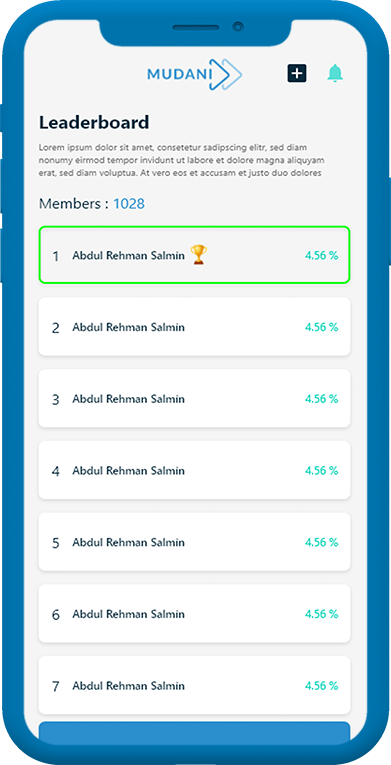 MUDANI
Leaderboard
Lorem ipsum dolor sit amet, consetetur sadipscing elitr, sed diam
nonumy eirmod tempor invidunt ut labore et dolore magna aliquyam
erat, sed diam voluptua. At vero eos et accusam et justo duo dolores
Members : 1028
1 Abdul Rehman Salmin 4.56 %
2 Abdul Rehman Salmin 4.56 %
3 Abdul Rehman Salmin 4.56 %
4 Abdul Rehman Salmin 4.56 %
5 Abdul Rehman Salmin 4.56 %
6 Abdul Rehman Salmin 4.56 %
7 Abdul Rehman Salmin 4.56 %